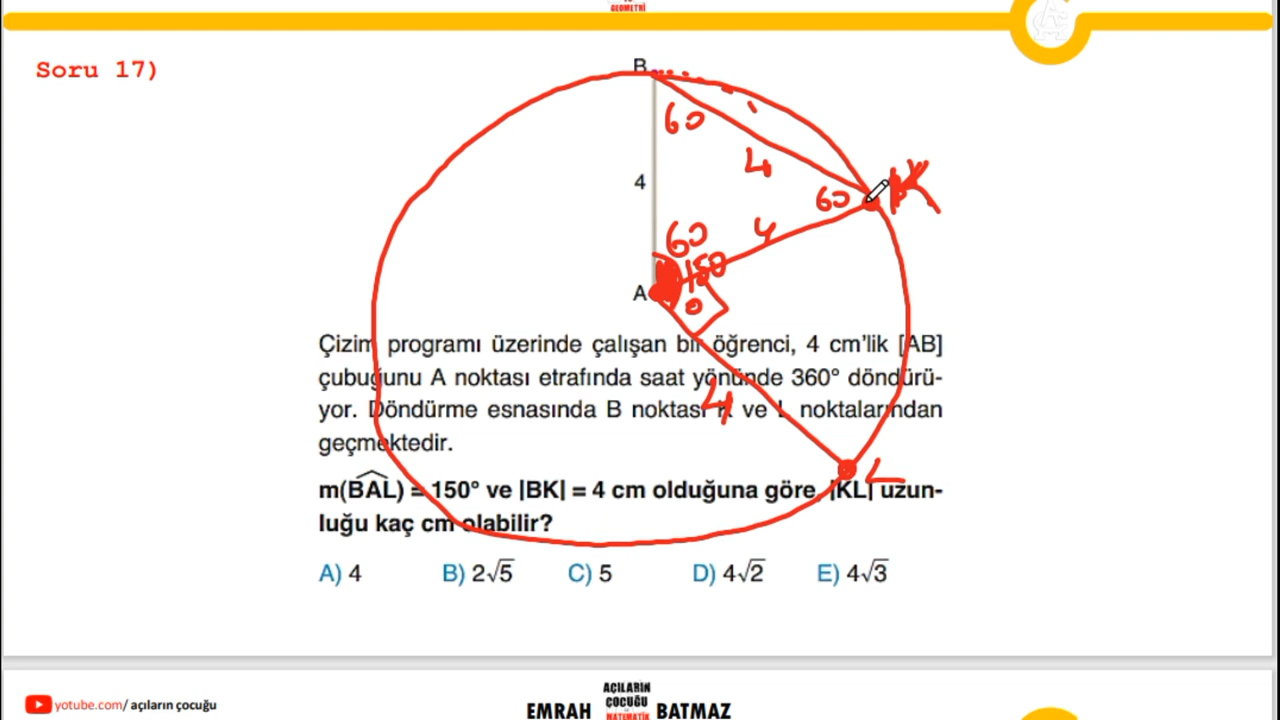 GEOMETRİ
Soru 17)
B
60
4
4
60
K
60
4
150
A
0
Çizim programı üzerinde çalışan bir öğrenci, 4 cm'lik [AB]
çubuğunu A noktası etrafında saat yönünde 360° döndürü-
yor. Döndürme esnasında B noktası K ve L noktalarından
geçmektedir.
4
L
m(BAL) = 150° ve |BK| = 4 cm olduğuna göre, |KL| uzun-
luğu kaç cm olabilir?
A) 4 B) 2√5 C) 5 D) 4√2 E) 4√3
yotube.com/ açıların çocuğu
EMRAH AÇILARIN ÇOCUĞU MATEMATİK BATMAZ